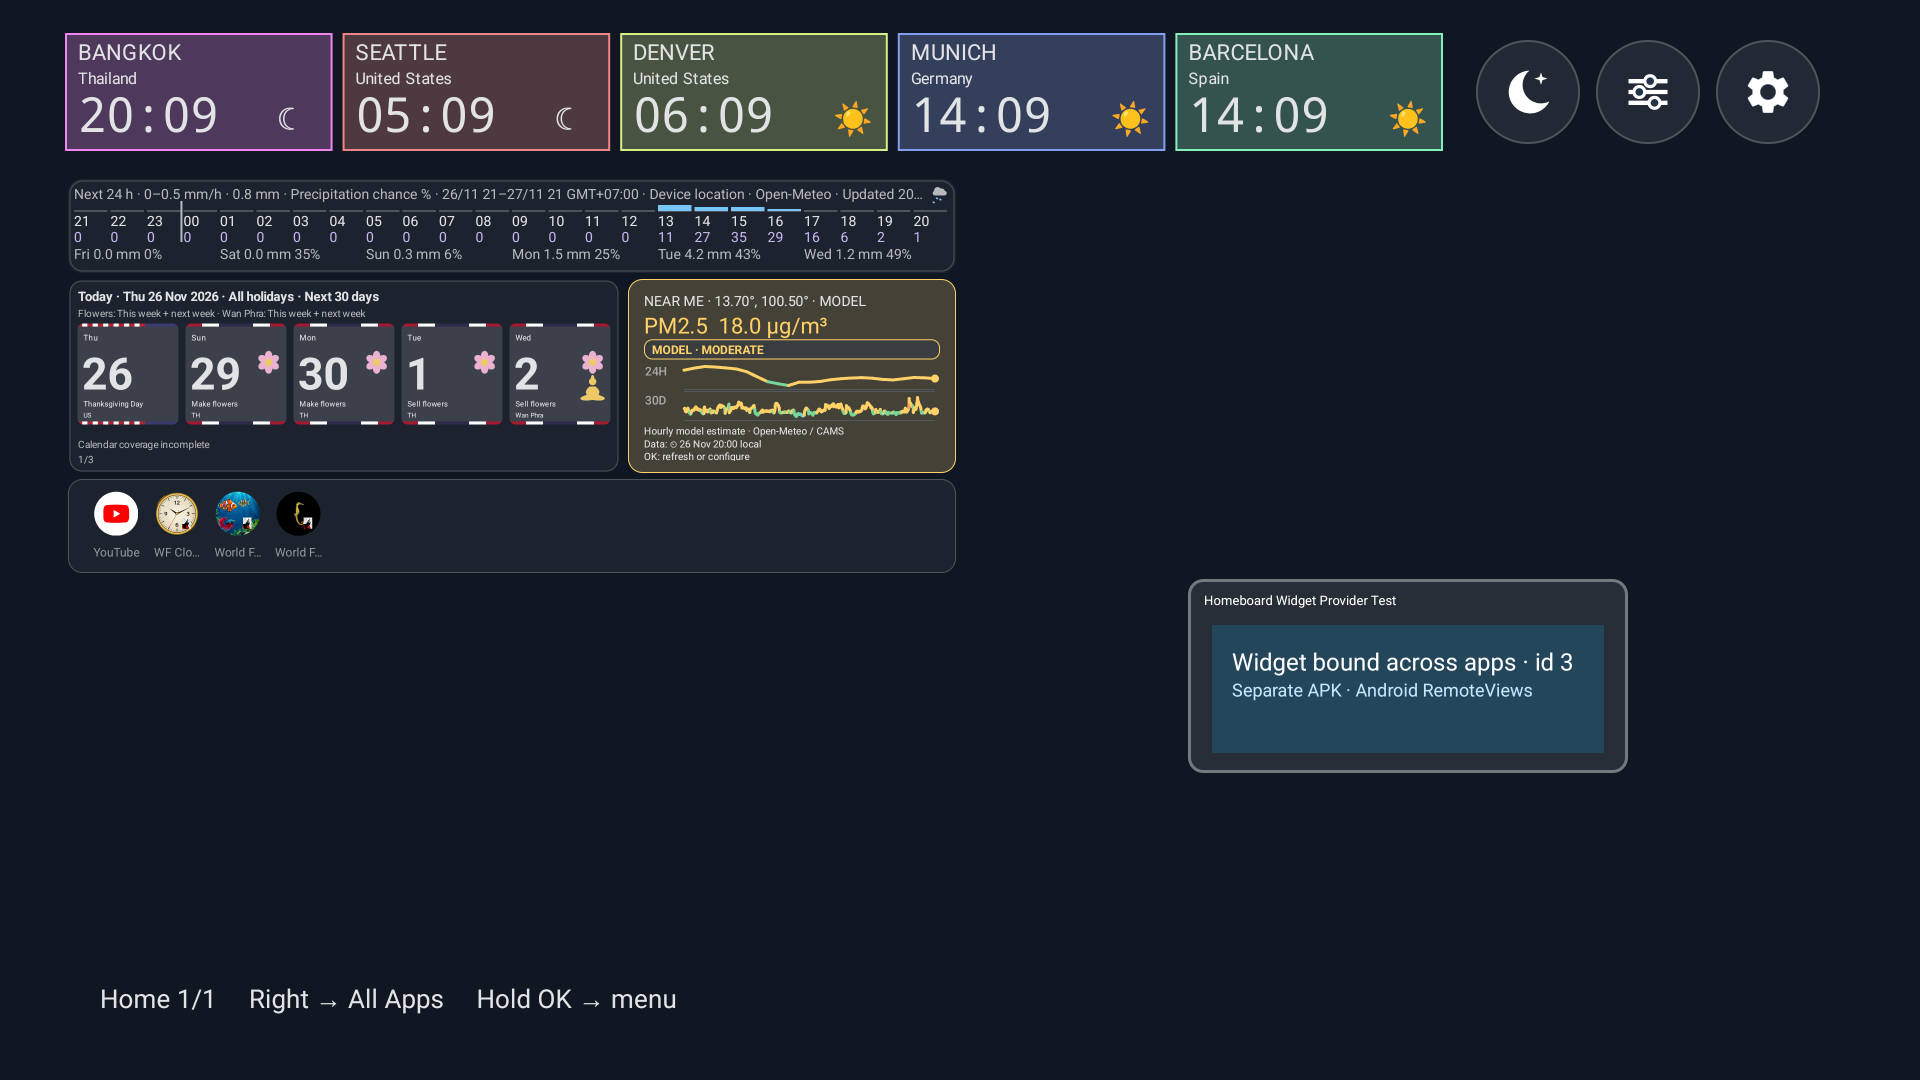 BANGKOK
Thailand
20:09
SEATTLE
United States
05:09
DENVER
United States
06:09
MUNICH
Germany
14:09
BARCELONA
Spain
14:09
Next 24 h · 0–0.5 mm/h · 0.8 mm · Precipitation chance % · 26/11 21–27/11 21 GMT+07:00 · Device location · Open-Meteo · Updated 20...
21 22 23 00 01 02 03 04 05 06 07 08 09 10 11 12 13 14 15 16 17 18 19 20
0 0 0 0 0 0 0 0 0 0 0 0 0 0 0 0 11 27 35 29 16 6 2 1
Fri 0.0 mm 0% Sat 0.0 mm 35% Sun 0.3 mm 6% Mon 1.5 mm 25% Tue 4.2 mm 43% Wed 1.2 mm 49%
Today · Thu 26 Nov 2026 · All holidays · Next 30 days
Flowers: This week + next week · Wan Phra: This week + next week
Thu
26
Thanksgiving Day
US
Sun
29
Make flowers
TH
Mon
30
Make flowers
TH
Tue
1
Sell flowers
TH
Wed
2
Sell flowers
Wan Phra
Calendar coverage incomplete
1/3
NEAR ME · 13.70°, 100.50° · MODEL
PM2.5 18.0 µg/m³
MODEL · MODERATE
24H
30D
Hourly model estimate · Open-Meteo / CAMS
Data: ⊙ 26 Nov 20:00 local
OK: refresh or configure
YouTube
WF Clo...
World F...
World F...
Homeboard Widget Provider Test
Widget bound across apps · id 3
Separate APK · Android RemoteViews
Home 1/1 Right → All Apps Hold OK → menu